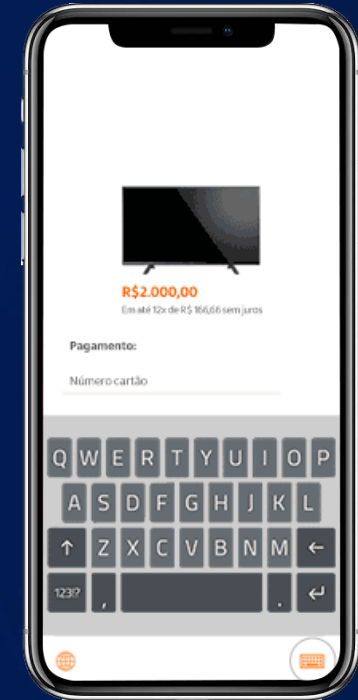 R$2.000,00
Em até 12x de R$ 166,66 sem juros
Pagamento:
Número cartão
Q W E R T Y U I O P
A S D F G H J K L
↑ Z X C V B N M ←
123!? , . ↵